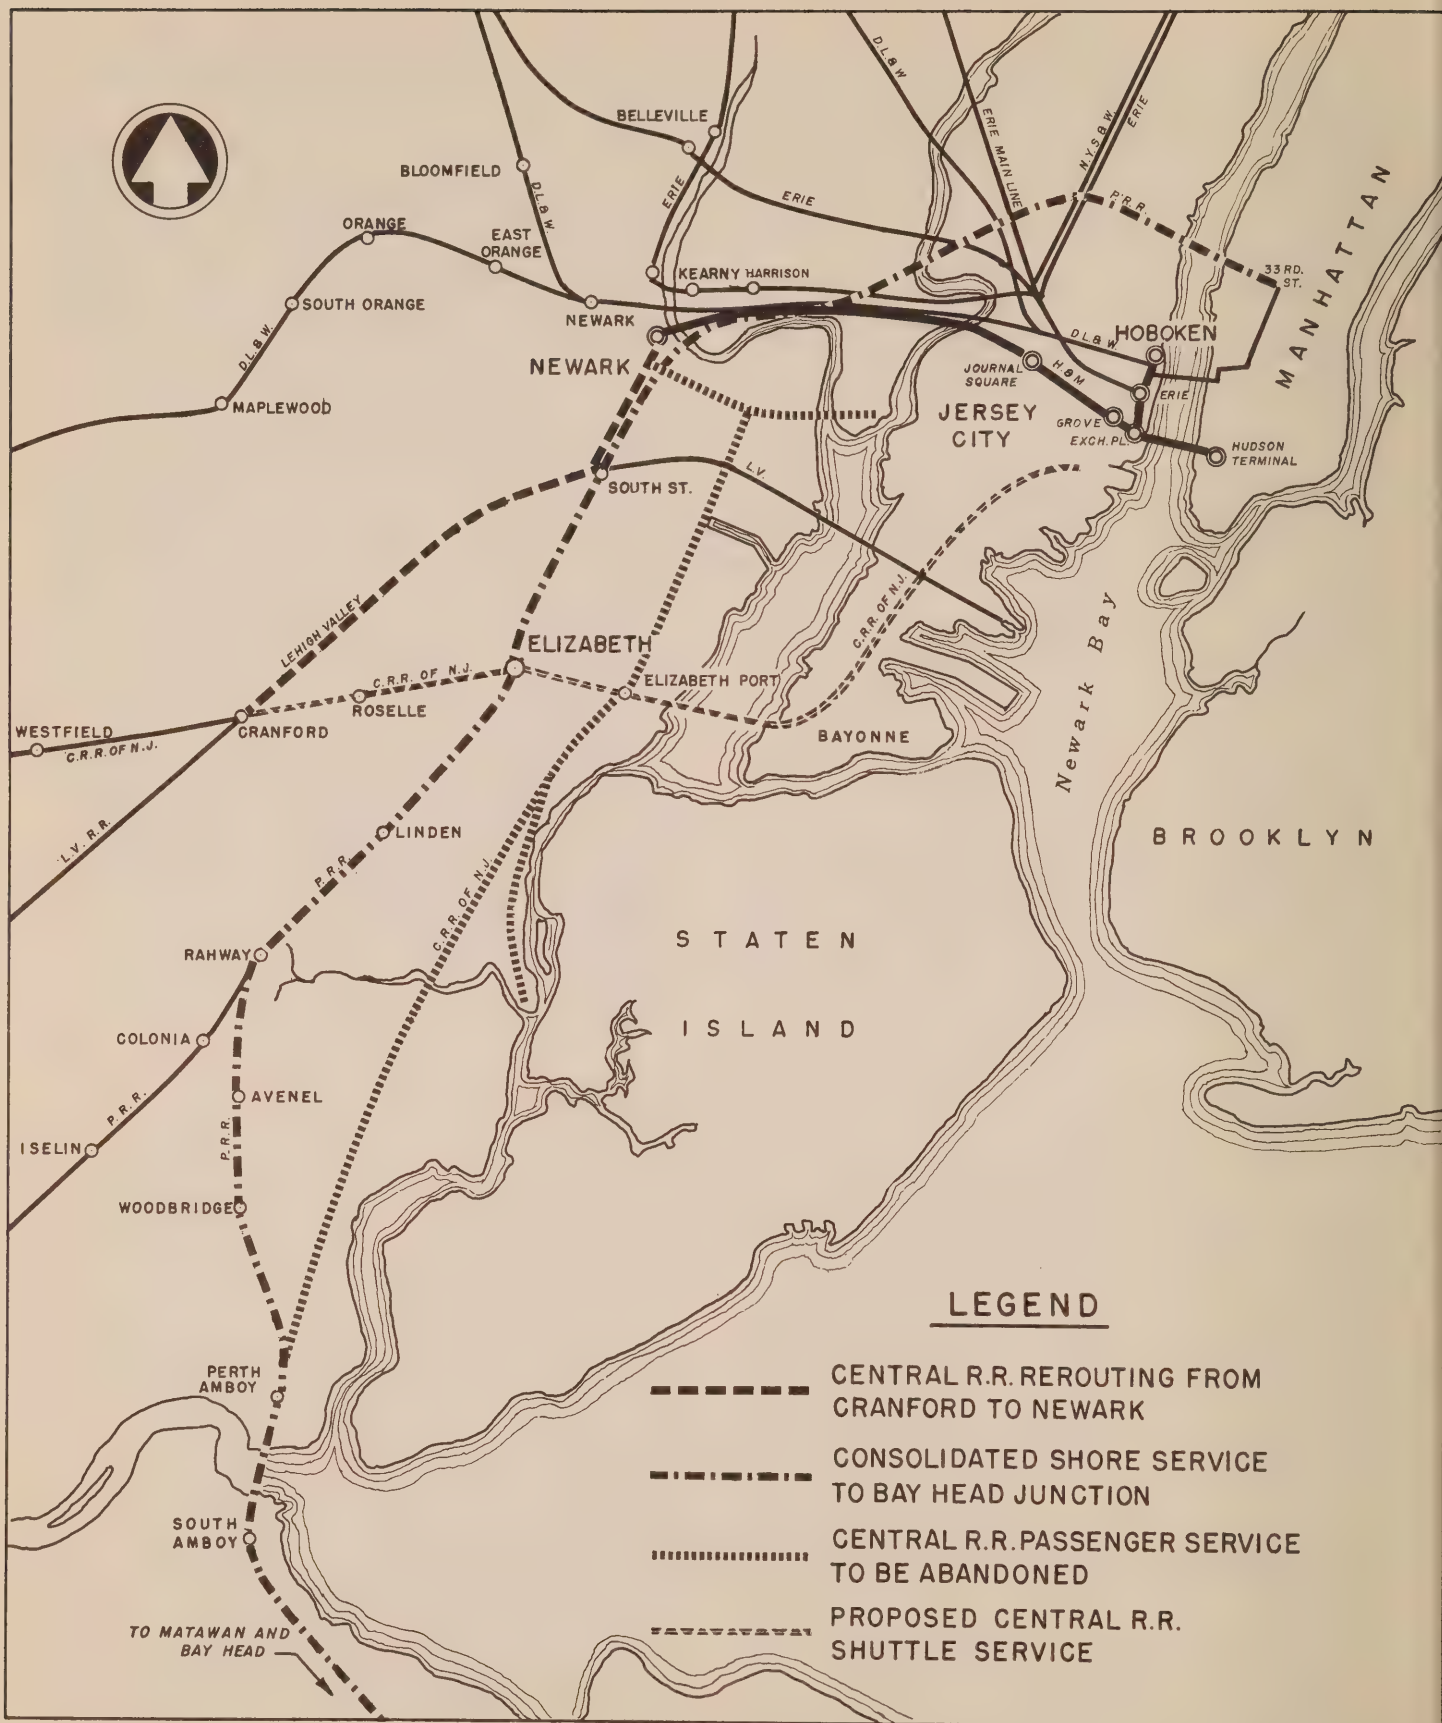 D.L.& W
ERIE MAIN LINE
N.Y.S.& W.
ERIE
BELLEVILLE
BLOOMFIELD
D.L.& W.
ERIE
ERIE
P.R.R.
MANHATTAN
ORANGE
EAST
ORANGE
KEARNY
HARRISON
33 RD.
ST.
SOUTH ORANGE
NEWARK
D.L.& W.
D.L.& W
HOBOKEN
NEWARK
JOURNAL
SQUARE
H.& M
ERIE
MAPLEWOOD
JERSEY
CITY
GROVE
EXCH. PL.
HUDSON
TERMINAL
L.V.
SOUTH ST.
LEHIGH VALLEY
C.R.R. OF N.J.
Newark Bay
ELIZABETH
C.R.R. OF N.J.
ELIZABETH PORT
ROSELLE
WESTFIELD
C.R.R. OF N.J.
CRANFORD
BAYONNE
L.V. R.R.
LINDEN
BROOKLYN
P.R.R.
C.R.R. OF N.J.
STATEN
ISLAND
RAHWAY
COLONIA
AVENEL
P.R.R.
P.R.R.
ISELIN
WOODBRIDGE
LEGEND
PERTH
AMBOY
CENTRAL R.R. REROUTING FROM
CRANFORD TO NEWARK
CONSOLIDATED SHORE SERVICE
TO BAY HEAD JUNCTION
SOUTH
AMBOY
CENTRAL R.R. PASSENGER SERVICE
TO BE ABANDONED
PROPOSED CENTRAL R.R.
SHUTTLE SERVICE
TO MATAWAN AND
BAY HEAD